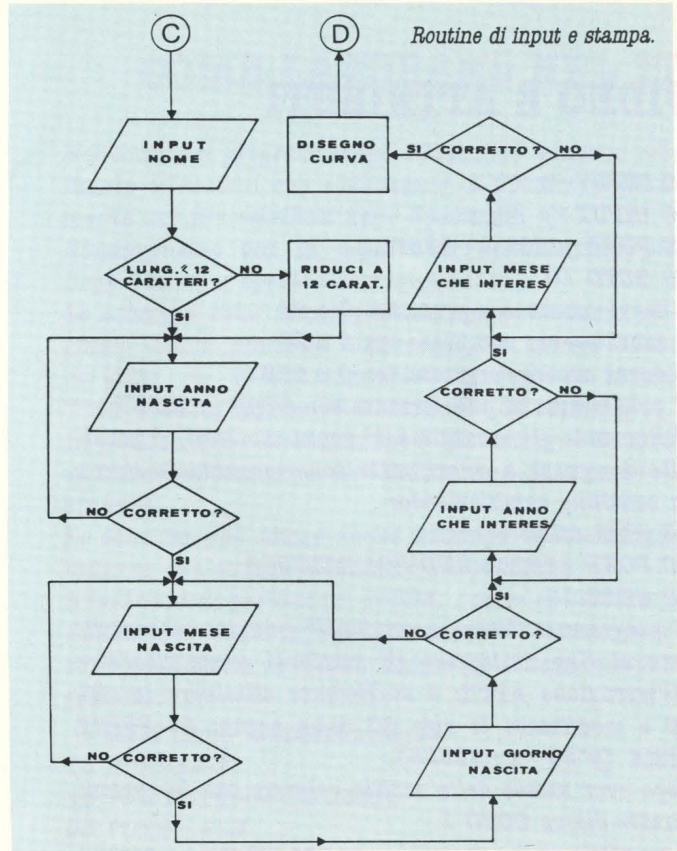 C
D
Routine di input e stampa.
INPUT
NOME
LUNG.≤ 12
CARATTERI?
NO
RIDUCI A
12 CARAT.
SI
INPUT ANNO
NASCITA
NO
CORRETTO?
SI
INPUT MESE
NASCITA
NO
CORRETTO?
SI
INPUT GIORNO
NASCITA
NO
CORRETTO?
SI
INPUT ANNO
CHE INTERES.
CORRETTO?
NO
SI
INPUT MESE
CHE INTERES.
SI
CORRETTO?
NO
DISEGNO
CURVA